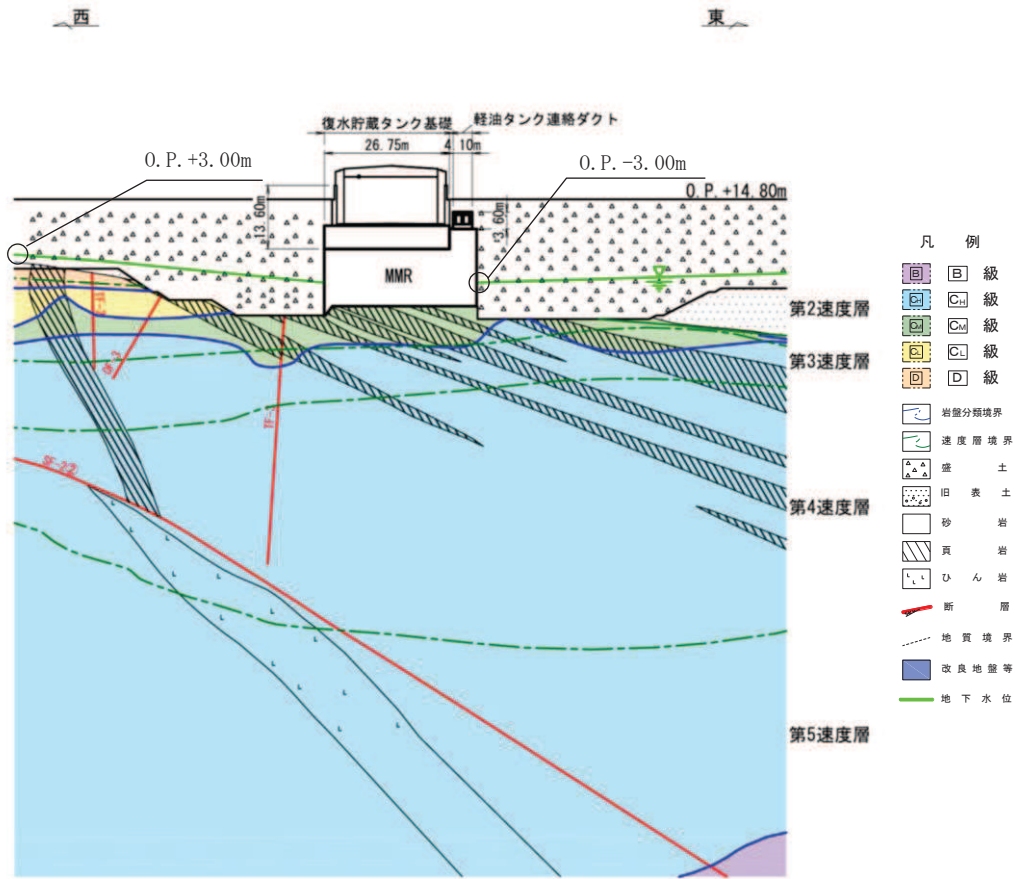 西
東
復水貯蔵タンク基礎
軽油タンク連絡ダクト
26.75m
4.10m
O.P.+3.00m
O.P.-3.00m
O.P.+14.80m
13.60m
3.60m
MMR
第2速度層
第3速度層
第4速度層
第5速度層
SF-2②
凡 例
B B 級
CH CH 級
CM CM 級
CL CL 級
D D 級
岩盤分類境界
速度層境界
盛土
旧表土
砂岩
頁岩
ひん岩
断層
地質境界
改良地盤等
地下水位